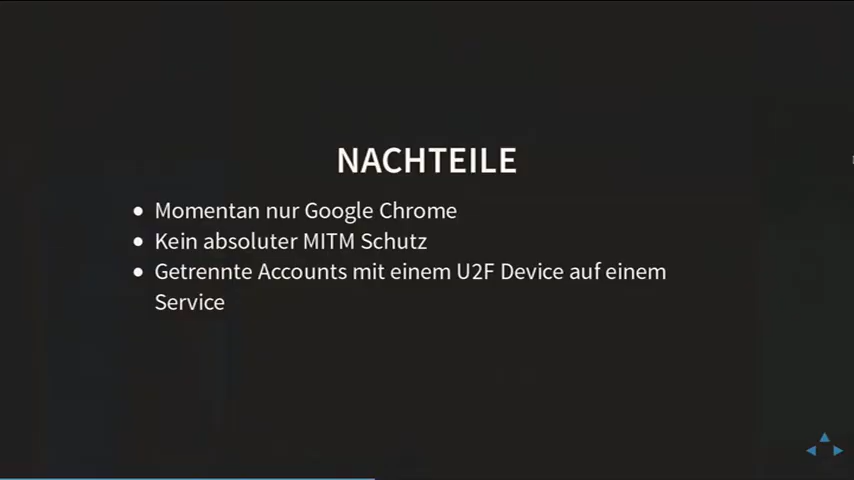 NACHTEILE
Momentan nur Google Chrome
Kein absoluter MITM Schutz
Getrennte Accounts mit einem U2F Device auf einem
Service